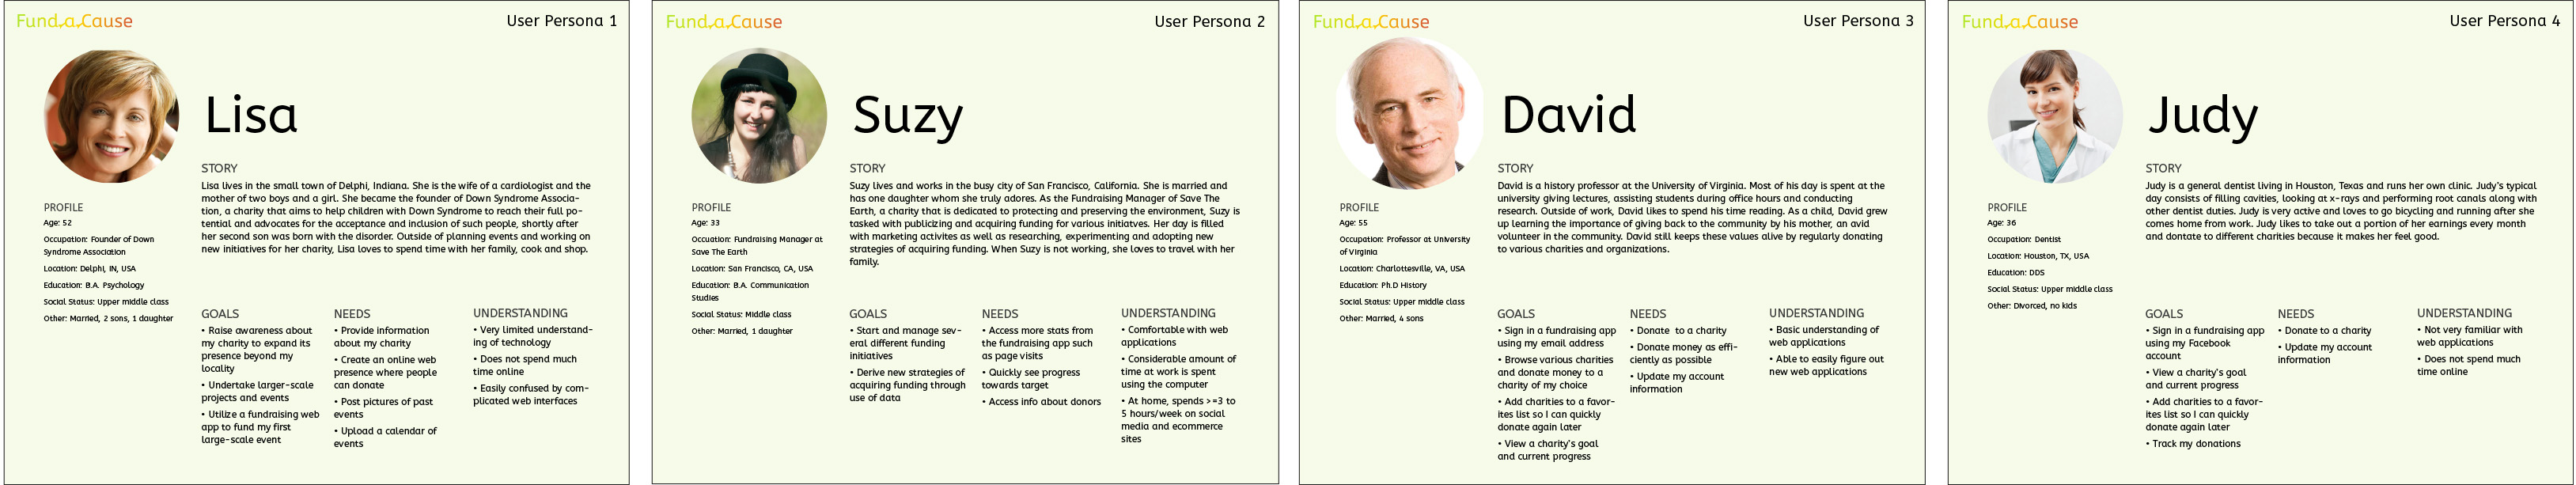 Fund.a.Cause
User Persona 1
Lisa
STORY
Lisa lives in the small town of Delphi, Indiana. She is the wife of a cardiologist and the
mother of two boys and a girl. She became the founder of Down Syndrome Associa-
tion, a charity that aims to help children with Down Syndrome to reach their full po-
tential and advocates for the acceptance and inclusion of such people, shortly after
her second son was born with the disorder. Outside of planning events and working on
new initiatives for her charity, Lisa loves to spend time with her family, cook and shop.
PROFILE
Age: 52
Occupation: Founder of Down
Syndrome Association
Location: Delphi, IN, USA
Education: B.A. Psychology
Social Status: Upper middle class
Other: Married, 2 sons, 1 daughter
GOALS
• Raise awareness about
my charity to expand its
presence beyond my
locality
• Undertake larger-scale
projects and events
• Utilize a fundraising web
app to fund my first
large-scale event
NEEDS
• Provide information
about my charity
• Create an online web
presence where people
can donate
• Post pictures of past
events
• Upload a calendar of
events
UNDERSTANDING
• Very limited understand-
ing of technology
• Does not spend much
time online
• Easily confused by com-
plicated web interfaces
Fund.a.Cause
User Persona 2
Suzy
STORY
Suzy lives and works in the busy city of San Francisco, California. She is married and
has one daughter whom she truly adores. As the Fundraising Manager of Save The
Earth, a charity that is dedicated to protecting and preserving the environment, Suzy is
tasked with publicizing and acquiring funding for various initiatves. Her day is filled
with marketing activites as well as researching, experimenting and adopting new
strategies of acquiring funding. When Suzy is not working, she loves to travel with her
family.
PROFILE
Age: 33
Occuation: Fundraising Manager at
Save The Earth
Location: San Francisco, CA, USA
Education: B.A. Communication
Studies
Social Status: Middle class
Other: Married, 1 daughter
GOALS
• Start and manage sev-
eral different funding
initiatives
• Derive new strategies of
acquiring funding through
use of data
NEEDS
• Access more stats from
the fundraising app such
as page visits
• Quickly see progress
towards target
• Access info about donors
UNDERSTANDING
• Comfortable with web
applications
• Considerable amount of
time at work is spent
using the computer
• At home, spends >=3 to
5 hours/week on social
media and ecommerce
sites
Fund.a.Cause
User Persona 3
David
STORY
David is a history professor at the University of Virginia. Most of his day is spent at the
university giving lectures, assisting students during office hours and conducting
research. Outside of work, David likes to spend his time reading. As a child, David grew
up learning the importance of giving back to the community by his mother, an avid
volunteer in the community. David still keeps these values alive by regularly donating
to various charities and organizations.
PROFILE
Age: 55
Occupation: Professor at University
of Virginia
Location: Charlottesville, VA, USA
Education: Ph.D History
Social Status: Upper middle class
Other: Married, 4 sons
GOALS
• Sign in a fundraising app
using my email address
• Browse various charities
and donate money to a
charity of my choice
• Add charities to a favor-
ites list so I can quickly
donate again later
• View a charity's goal
and current progress
NEEDS
• Donate to a charity
• Donate money as effi-
ciently as possible
• Update my account
information
UNDERSTANDING
• Basic understanding of
web applications
• Able to easily figure out
new web applications
Fund.a.Cause
User Persona 4
Judy
STORY
Judy is a general dentist living in Houston, Texas and runs her own clinic. Judy's typical
day consists of filling cavities, looking at x-rays and performing root canals along with
other dentist duties. Judy is very active and loves to go bicycling and running after she
comes home from work. Judy likes to take out a portion of her earnings every month
and dontate to different charities because it makes her feel good.
PROFILE
Age: 36
Occupation: Dentist
Location: Houston, TX, USA
Education: DDS
Social Status: Upper middle class
Other: Divorced, no kids
GOALS
• Sign in a fundraising app
using my Facebook
account
• View a charity's goal
and current progress
• Add charities to a favor-
ites list so I can quickly
donate again later
• Track my donations
NEEDS
• Donate to a charity
• Update my account
information
UNDERSTANDING
• Not very familiar with
web applications
• Does not spend much
time online